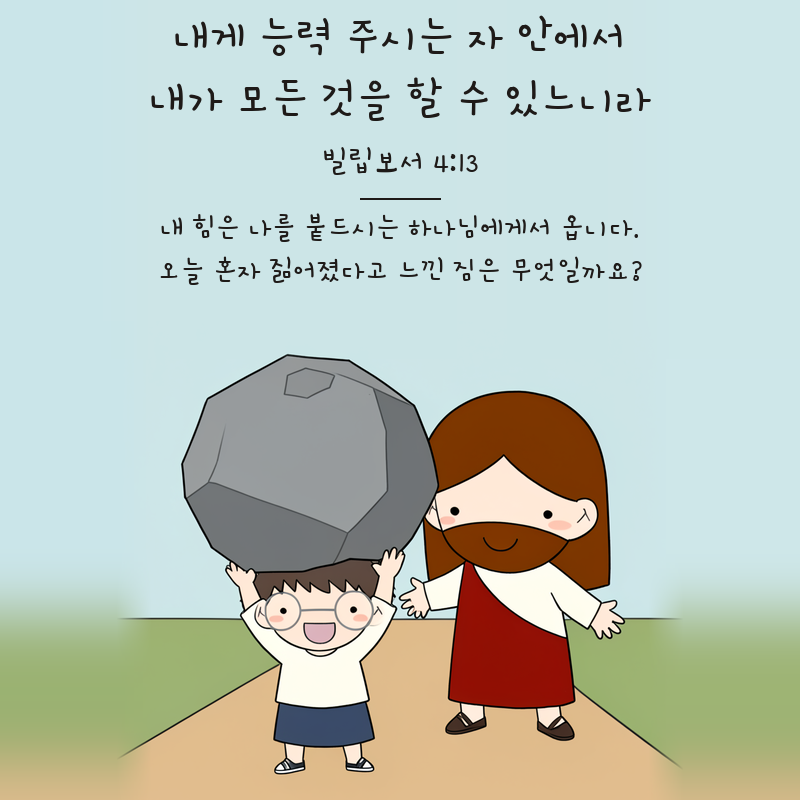 내게 능력 주시는 자 안에서
내가 모든 것을 할 수 있느니라
빌립보서 4:13
내 힘은 나를 붙드시는 하나님에게서 옵니다.
오늘 혼자 짊어졌다고 느낀 짐은 무엇일까요?